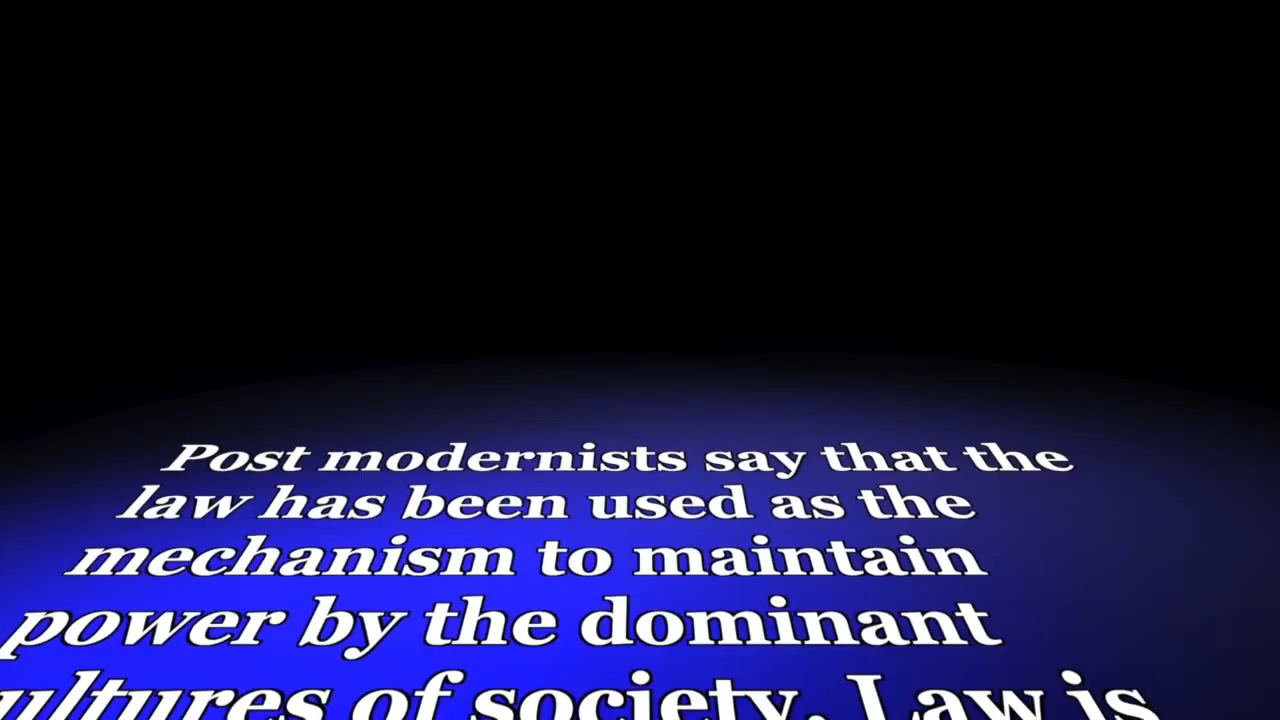 Post modernists say that the
law has been used as the
mechanism to maintain
power by the dominant
ultures of society. Law is